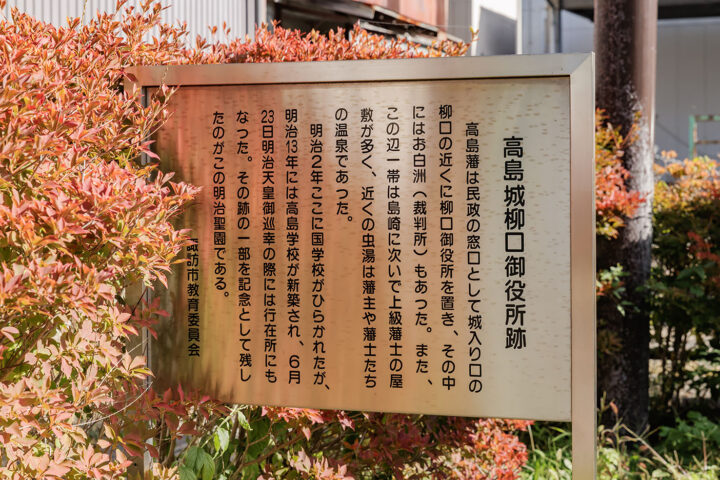 高島城柳口御役所跡
高島藩は民政の窓口として城入り口の
柳口の近くに柳口御役所を置き、その中
にはお白洲（裁判所）もあった。また、
この辺一帯は島崎に次いで上級藩士の屋
敷が多く、近くの虫湯は藩主や藩士たち
の温泉であった。
明治２年ここに国学校がひらかれたが、
明治13年には高島学校が新築され、６月
23日明治天皇御巡幸の際には行在所にも
なった。その跡の一部を記念として残し
たのがこの明治聖園である。
諏訪市教育委員会